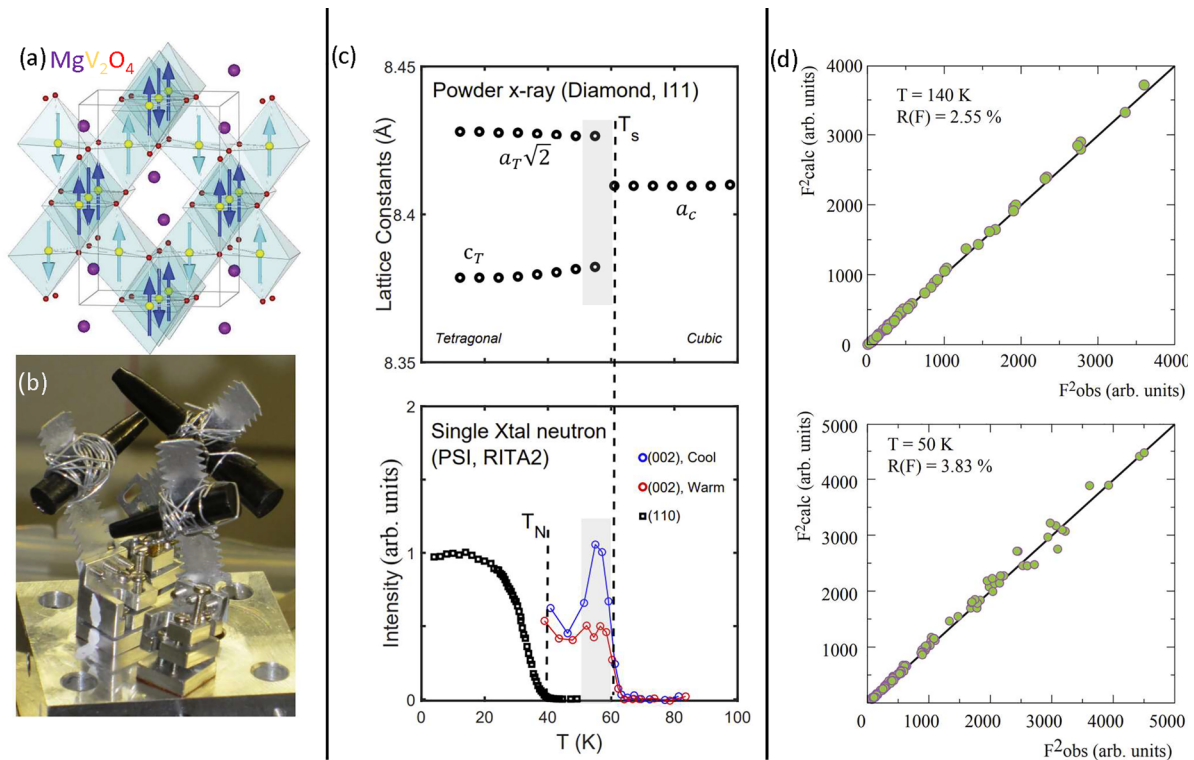 (a) MgV₂O₄
(b)
(c)
Powder x-ray (Diamond, I11)
Tₛ
a_T√2
a_c
c_T
Tetragonal
Cubic
Lattice Constants (Å)
8.45
8.4
8.35
Single Xtal neutron
(PSI, RITA2)
(002), Cool
(002), Warm
(110)
T_N
Intensity (arb. units)
2
1
0
0 20 40 60 80 100
T (K)
(d)
T = 140 K
R(F) = 2.55 %
F²calc (arb. units)
4000
3000
2000
1000
0
0 1000 2000 3000 4000
F²obs (arb. units)
T = 50 K
R(F) = 3.83 %
F²calc (arb. units)
5000
4000
3000
2000
1000
1000 2000 3000 4000 5000
F²obs (arb. units)